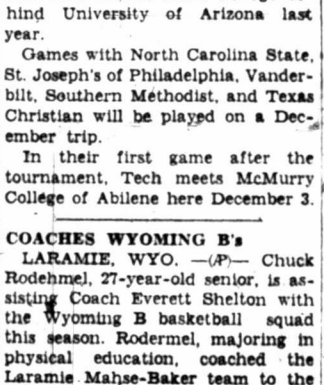 hind University of Arizona last
year.
Games with North Carolina State,
St. Joseph's of Philadelphia, Vander-
bilt, Southern Methodist, and Texas
Christian will be played on a Dec-
ember trip.
In their first game after the
tournament, Tech meets McMurry
College of Abilene here December 3.
COACHES WYOMING B's
LARAMIE, WYO. —(AP)— Chuck
Rodehmel, 27-year-old senior, is as-
sisting Coach Everett Shelton with
the Wyoming B basketball squad
this season. Rodermel, majoring in
physical education, coached the
Laramie Mahse-Baker team to the